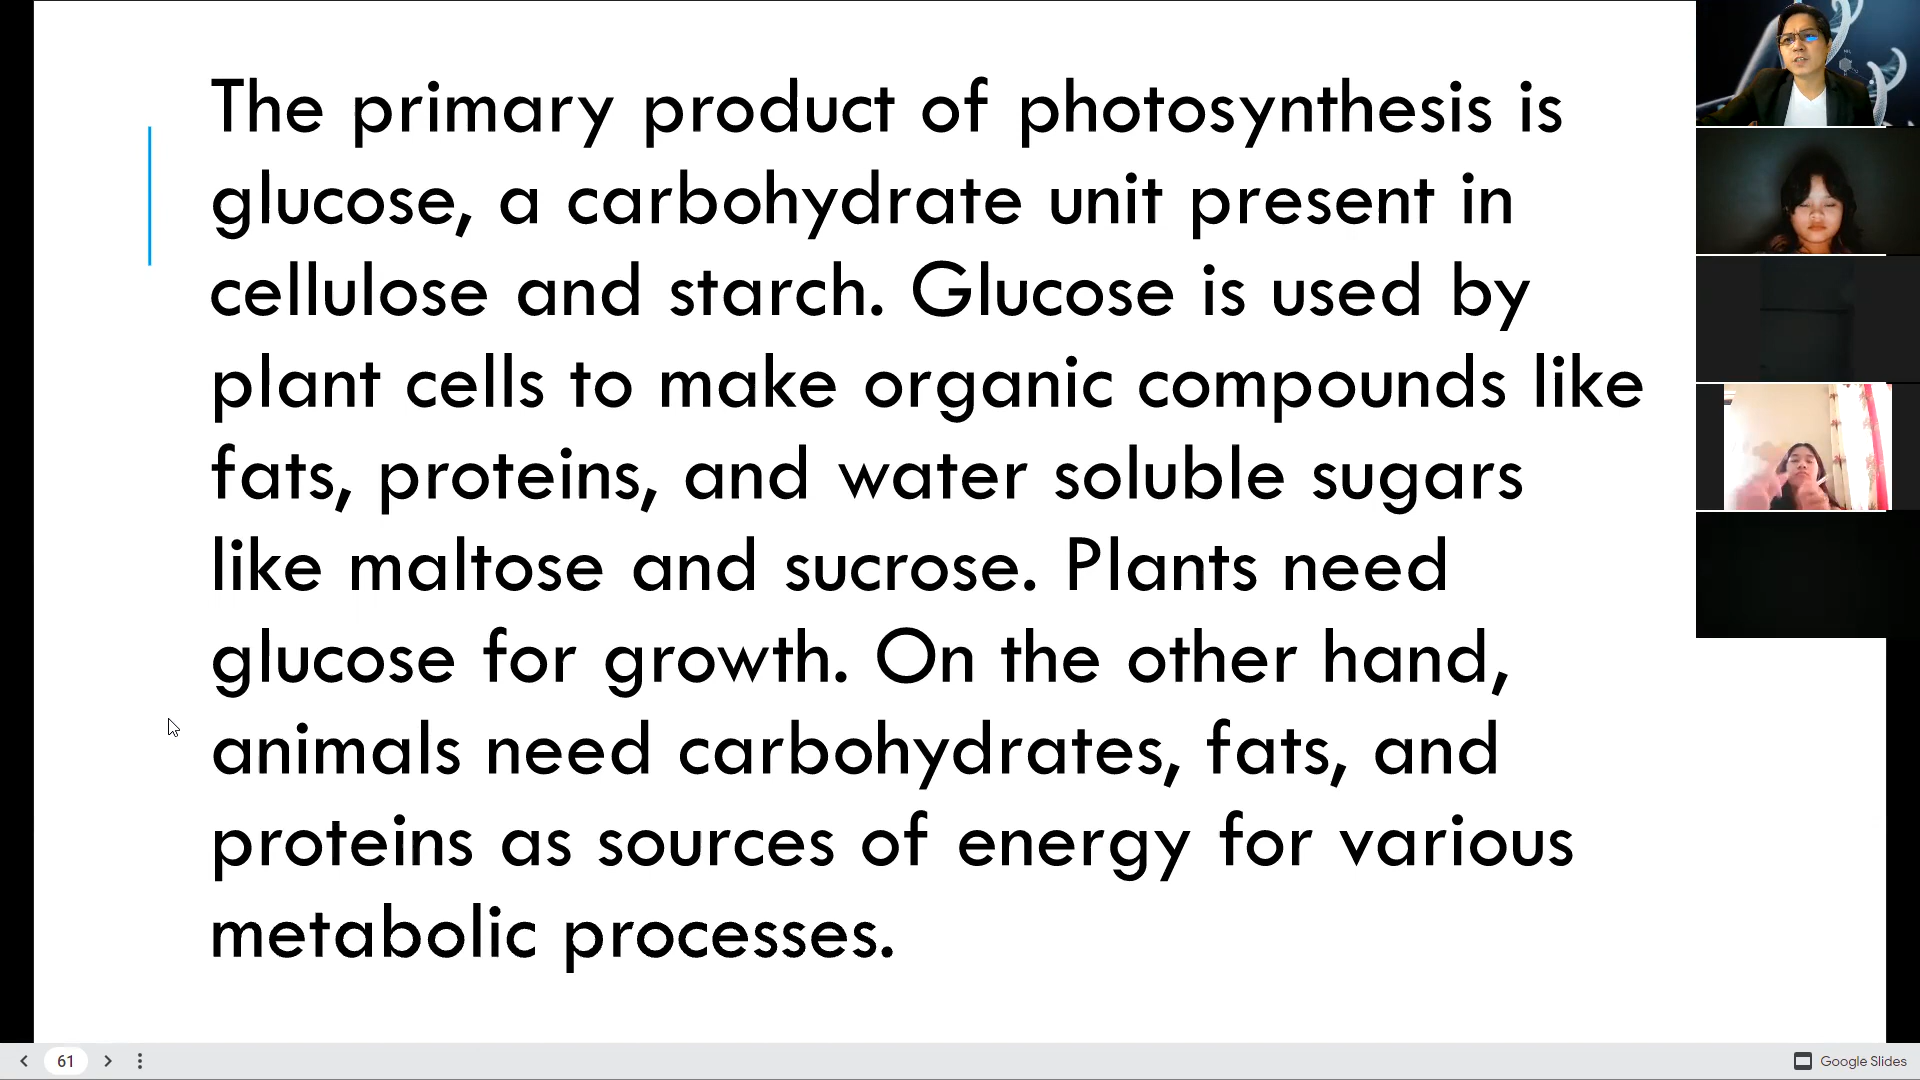 The primary product of photosynthesis is
glucose, a carbohydrate unit present in
cellulose and starch. Glucose is used by
plant cells to make organic compounds like
fats, proteins, and water soluble sugars
like maltose and sucrose. Plants need
glucose for growth. On the other hand,
animals need carbohydrates, fats, and
proteins as sources of energy for various
metabolic processes.
61
Google Slides